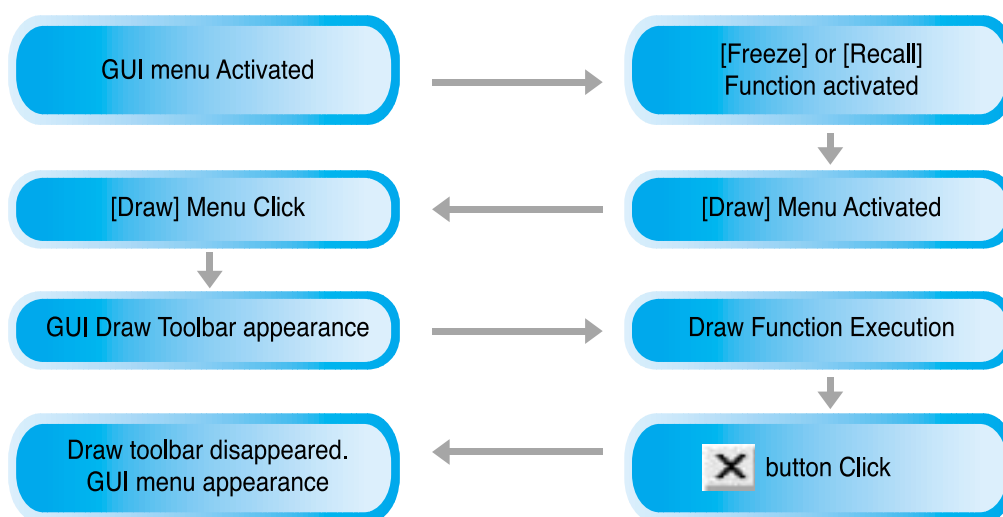 GUI menu Activated
[Freeze] or [Recall]
Function activated
[Draw] Menu Activated
[Draw] Menu Click
GUI Draw Toolbar appearance
Draw Function Execution
button Click
Draw toolbar disappeared.
GUI menu appearance